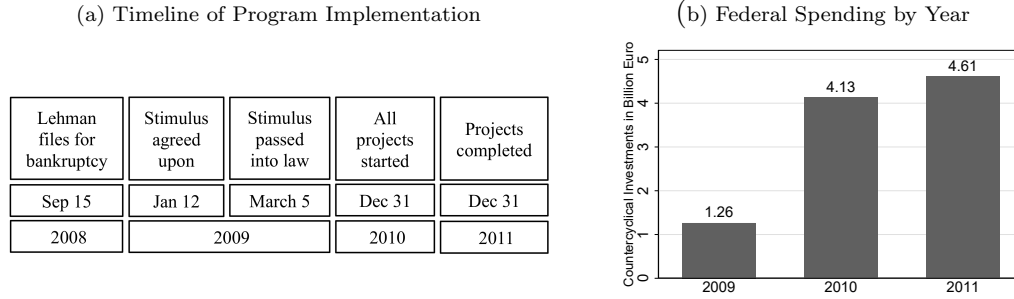 (a) Timeline of Program Implementation
Lehman
files for
bankruptcy
Stimulus
agreed
upon
Stimulus
passed
into law
All
projects
started
Projects
completed
Sep 15
Jan 12
March 5
Dec 31
Dec 31
2008
2009
2010
2011
(b) Federal Spending by Year
Countercyclical Investments in Billion Euro
5
4
3
2
1
0
1.26
4.13
4.61
2009
2010
2011